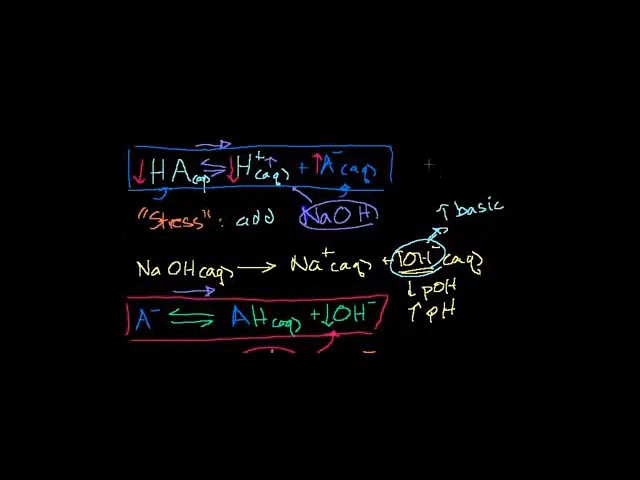 ↓HA(aq) ⇌ ↓H⁺(aq)↑ + ↑A⁻(aq) +
↑ basic
"Stress": add NaOH
NaOH(aq) → Na⁺(aq) + OH⁻(aq)
↓ pOH
↑ pH
A⁻ ⇌ AH(aq) + ↓OH⁻